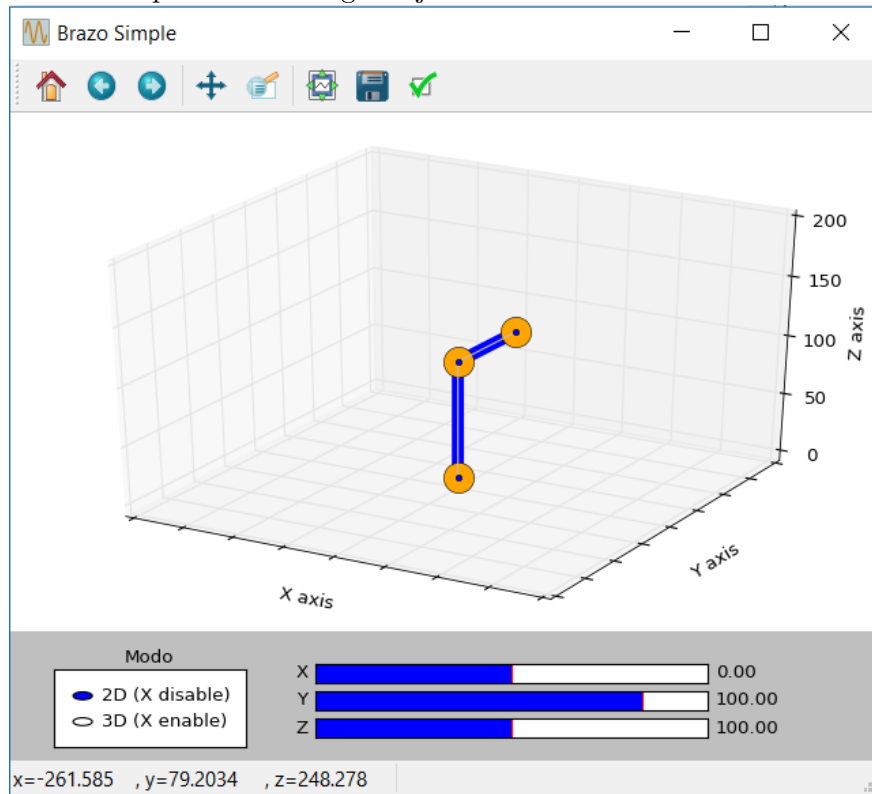 Brazo Simple
200
150
100
50
0
Z axis
Y axis
X axis
Modo
2D (X disable)
3D (X enable)
X 0.00
Y 100.00
Z 100.00
x=-261.585 , y=79.2034 , z=248.278